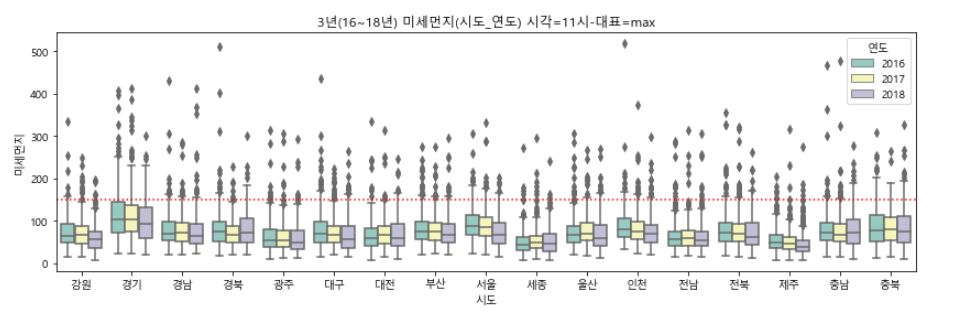 3년(16~18년) 미세먼지(시도_연도) 시각=11시-대표=max
연도
2016
2017
2018
미세먼지
500
400
300
200
100
0
강원 경기 경남 경북 광주 대구 대전 부산 서울 세종 울산 인천 전남 전북 제주 충남 충북
시도